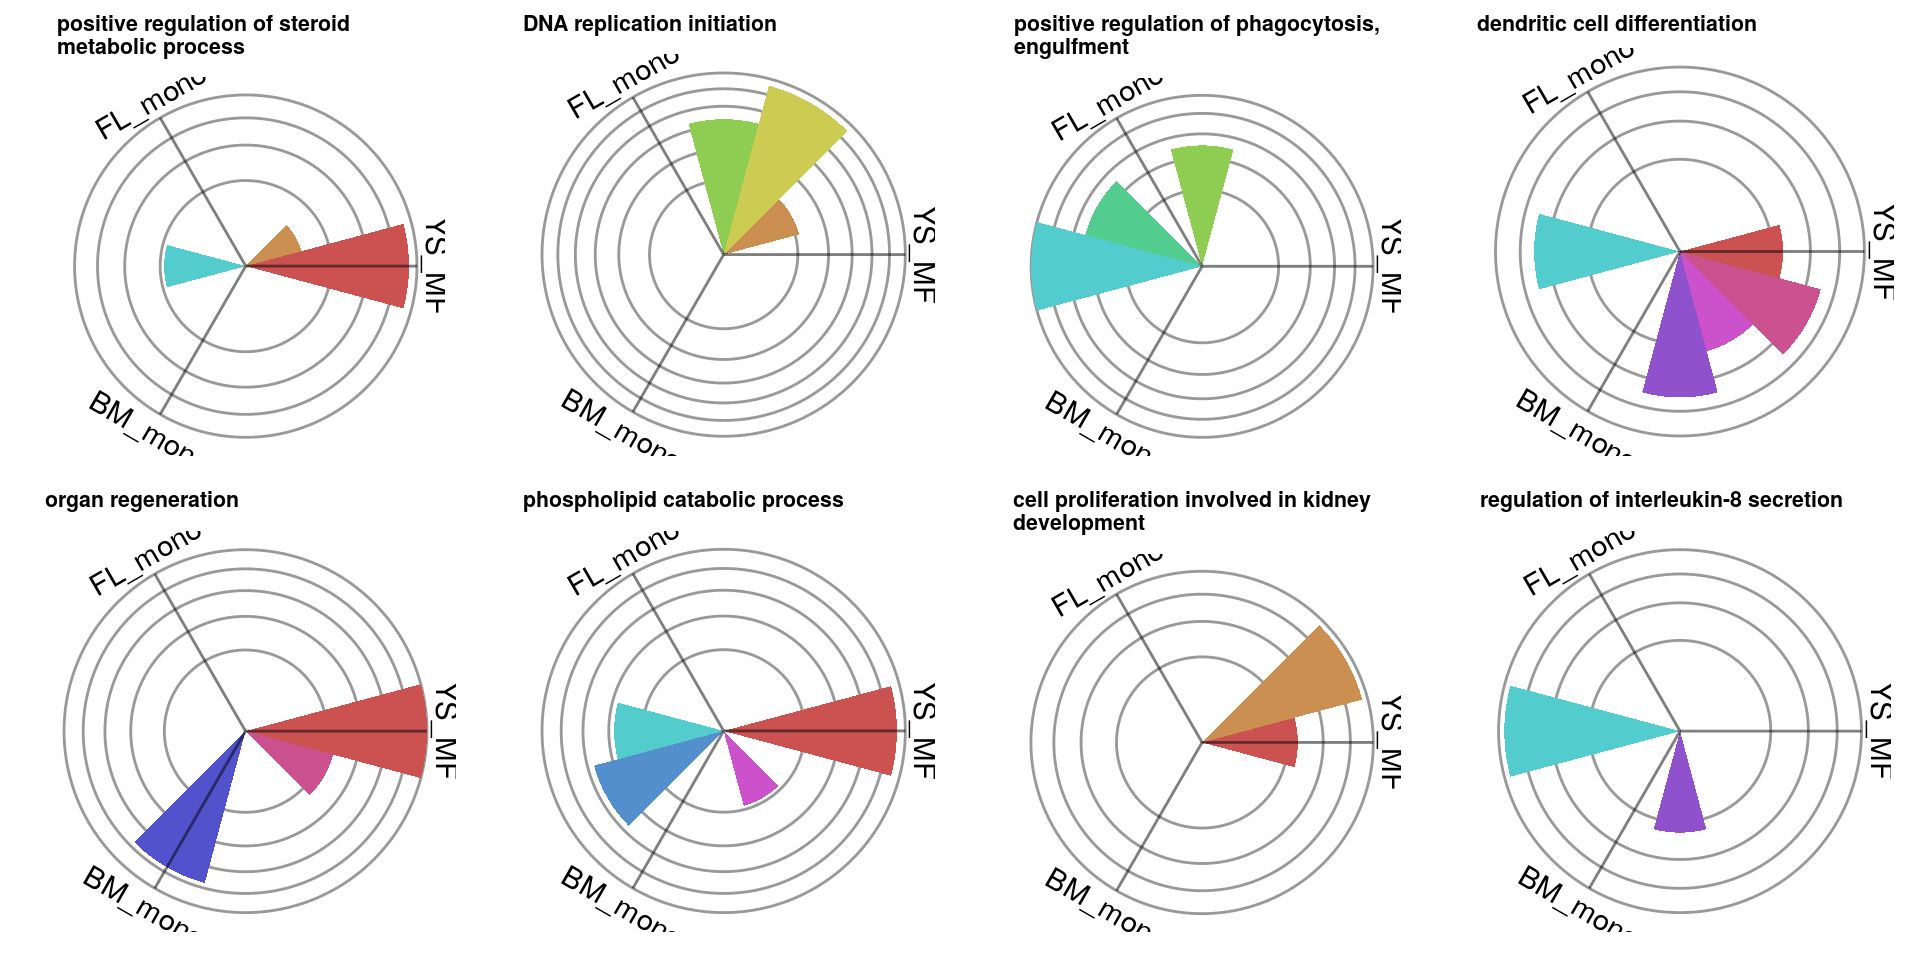 positive regulation of steroid
metabolic process
FL_mono
YS_MF
BM_mono
DNA replication initiation
FL_mono
YS_MF
BM_mono
positive regulation of phagocytosis,
engulfment
FL_mono
YS_MF
BM_mon
dendritic cell differentiation
FL_mono
YS_MF
BM_mono
organ regeneration
FL_mono
YS_MF
BM_mono
phospholipid catabolic process
FL_mono
YS_MF
BM_mono
cell proliferation involved in kidney
development
FL_mono
YS_MF
BM_mon
regulation of interleukin-8 secretion
FL_mono
YS_MF
BM_mono